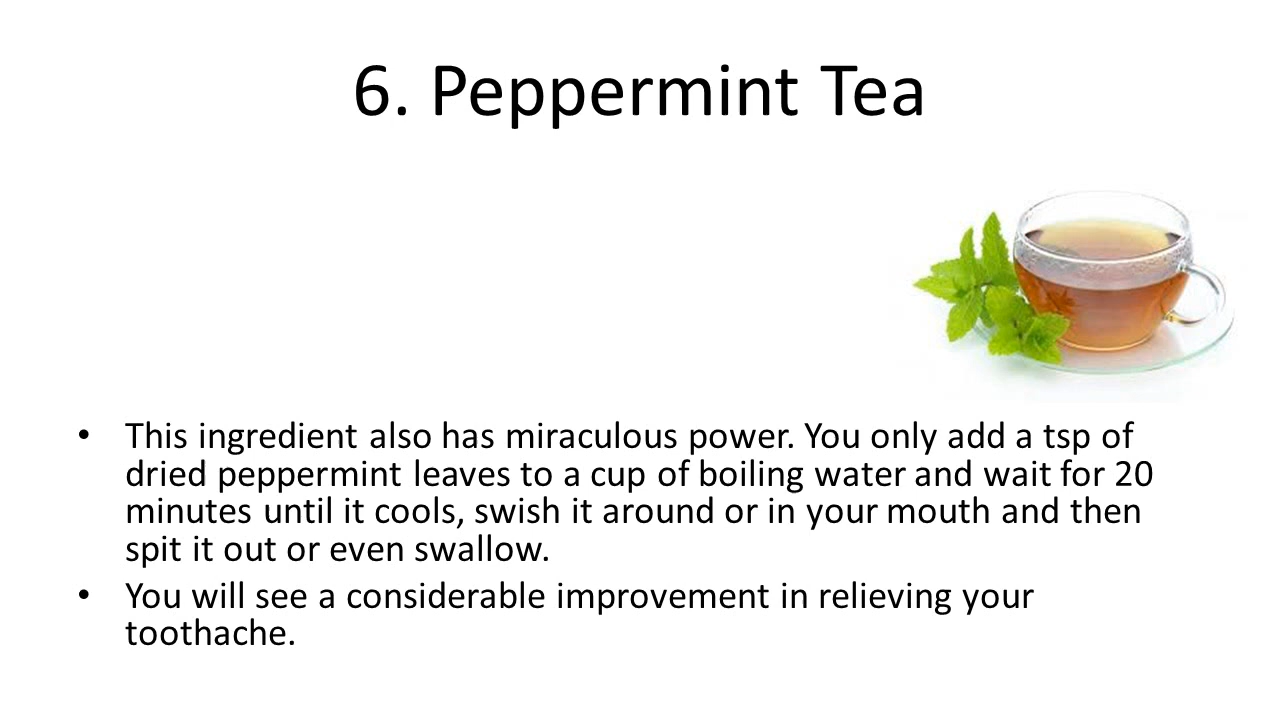 6. Peppermint Tea
• This ingredient also has miraculous power. You only add a tsp of
dried peppermint leaves to a cup of boiling water and wait for 20
minutes until it cools, swish it around or in your mouth and then
spit it out or even swallow.
• You will see a considerable improvement in relieving your
toothache.